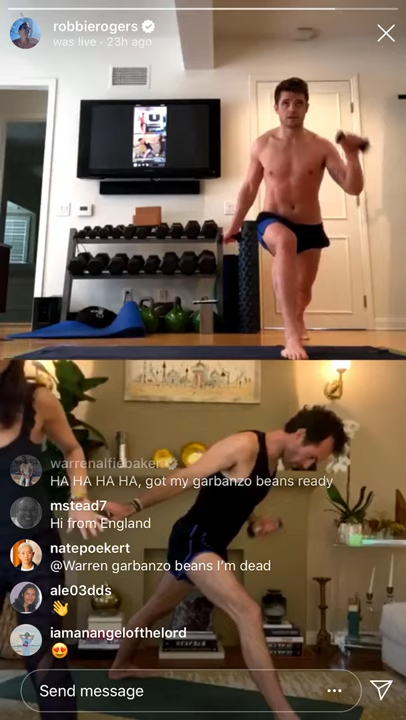 robbierogers
was live · 23h ago
warrenalfiebaker
HA HA HA HA, got my garbanzo beans ready
mstead7
Hi from England
natepoekert
@Warren garbanzo beans I'm dead
ale03dds
👋
iamanangelofthelord
😍
Send message